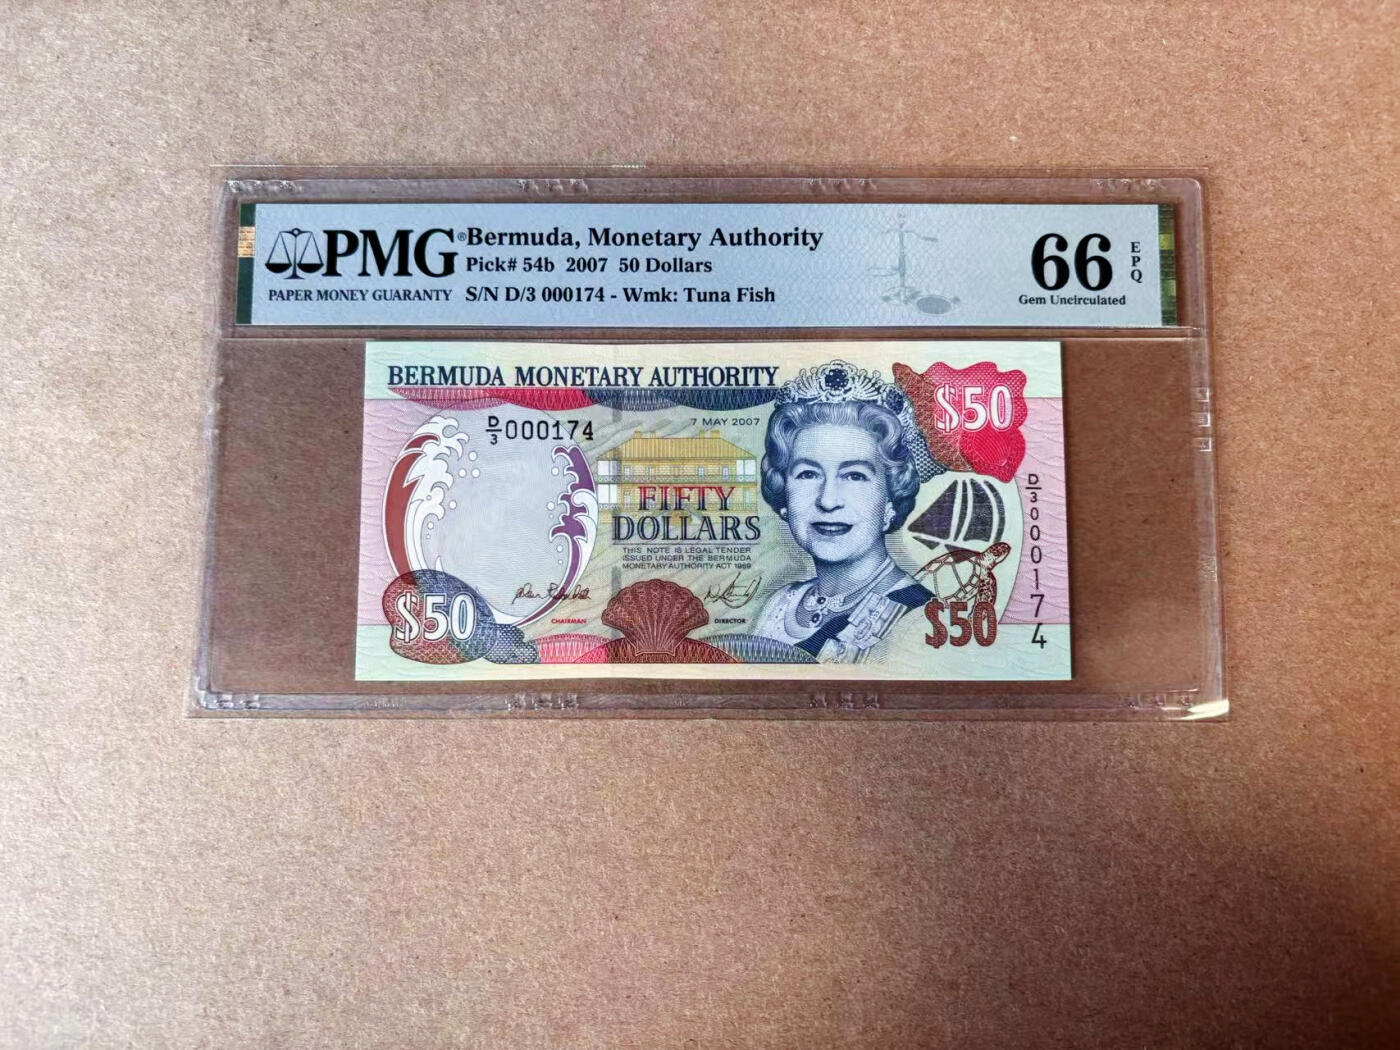 PMG®
PAPER MONEY GUARANTY
Bermuda, Monetary Authority
Pick# 54b 2007 50 Dollars
S/N D/3 000174 - Wmk: Tuna Fish
66
EPQ
Gem Uncirculated
BERMUDA MONETARY AUTHORITY
$50
D/3 000174
7 MAY 2007
FIFTY
DOLLARS
THIS NOTE IS LEGAL TENDER
ISSUED UNDER THE BERMUDA
MONETARY AUTHORITY ACT 1969
D/3 000174
CHAIRMAN
DIRECTOR
$50
$50